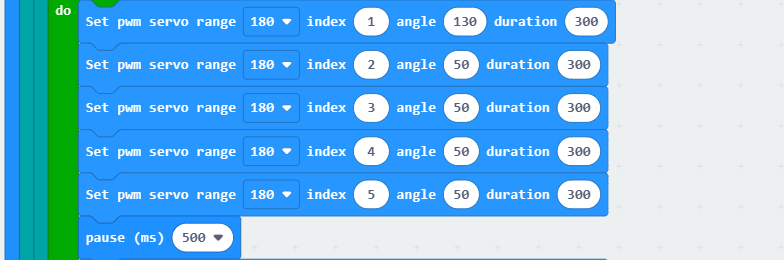 do
Set pwm servo range 180 index 1 angle 130 duration 300
Set pwm servo range 180 index 2 angle 50 duration 300
Set pwm servo range 180 index 3 angle 50 duration 300
Set pwm servo range 180 index 4 angle 50 duration 300
Set pwm servo range 180 index 5 angle 50 duration 300
pause (ms) 500